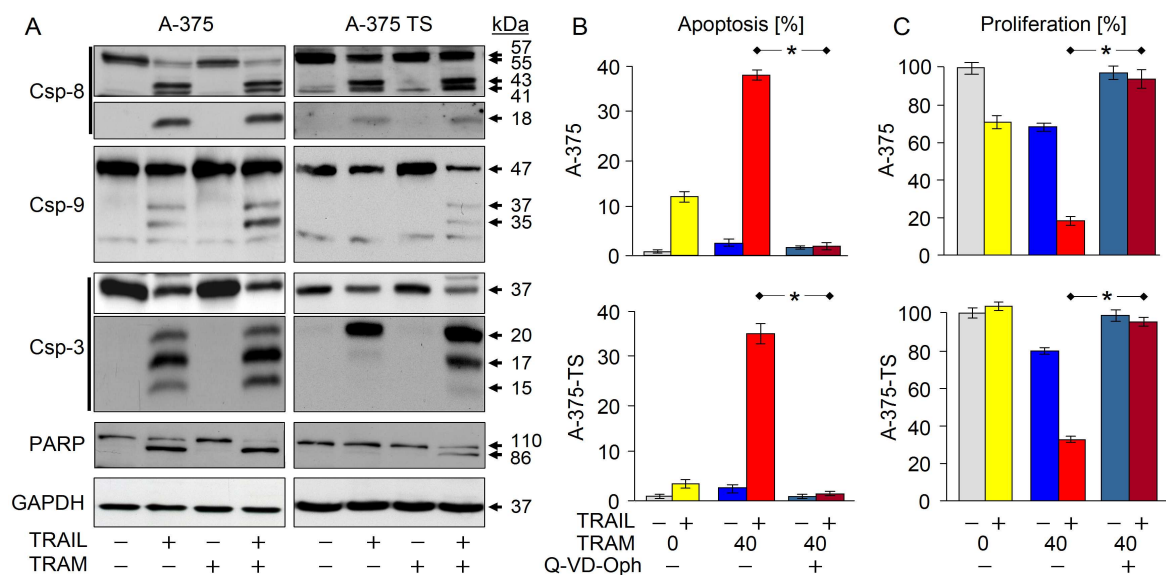 A A-375 A-375 TS kDa
Csp-8
57
55
43
41
18
Csp-9
47
37
35
Csp-3
37
20
17
15
PARP
110
86
GAPDH
37
TRAIL – + – + – + – +
TRAM – – + + – – + +
B Apoptosis [%]
A-375
40
30
20
10
0
*
A-375-TS
40
30
20
10
0
*
TRAIL – + – + – +
TRAM 0 40 40
Q-VD-Oph – – +
C Proliferation [%]
A-375
100
80
60
40
20
0
*
A-375-TS
100
80
60
40
20
0
*
– + – + – +
0 40 40
– – +